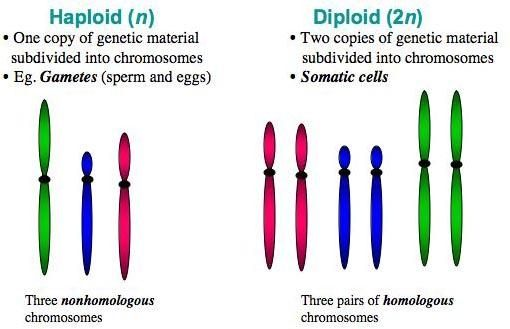 Haploid (n)
• One copy of genetic material
subdivided into chromosomes
• Eg. Gametes (sperm and eggs)
Three nonhomologous
chromosomes
Diploid (2n)
• Two copies of genetic material
subdivided into chromosomes
• Somatic cells
Three pairs of homologous
chromosomes